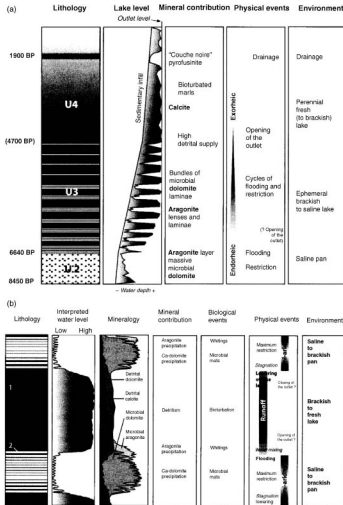 (a)
Lithology
Lake level
Mineral contribution
Physical events
Environment
Outlet level
1900 BP)
(4700 BP)
6640 BP)
8450 BP)
U4
U3
U2
Sedimentary infill
– Water depth +
"Couche noire"
pyrofusinite
Bioturbated
marls
Calcite
High
detrital supply
Bundles of
microbial
dolomite
laminae
Aragonite
lenses and
laminae
Aragonite layer
massive
microbial
dolomite
Endorheic
Exorheic
Drainage
Opening
of the
outlet
Cycles of
flooding and
restriction
(? Opening
of the
outlet)
Flooding
Restriction
Drainage
Perennial
fresh
(to brackish)
lake
Ephemeral
brackish
to saline lake
Saline pan
(b)
Lithology
Interpreted
water level
Low High
Mineralogy
Mineral
contribution
Biological
events
Physical events
Environment
1
2
Detrital
dolomite
Detrital
calcite
Microbial
dolomite
Microbial
aragonite
Aragonite
precipitation
Ca-dolomite
precipitation
Detritism
Aragonite
precipitation
Ca-dolomite
precipitation
Whitings
Microbial
mats
Bioturbation
Whitings
Microbial
mats
Maximum
restriction
Stagnation
Closing of
the outlet ?
Runoff
Opening of
the outlet ?
Water mixing
Flooding
Maximum
restriction
Stagnation
lowering
Saline
to
brackish
pan
Brackish
to
fresh
lake
Saline
to
brackish
pan